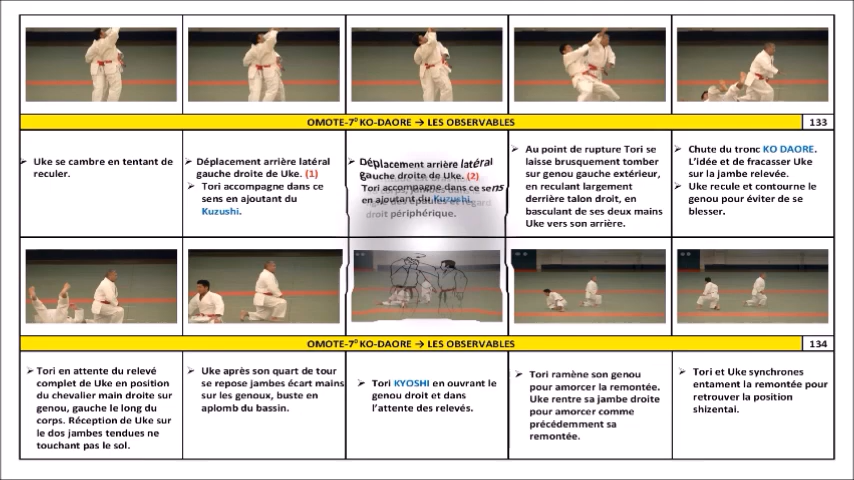 OMOTE-7° KO-DAORE → LES OBSERVABLES 133
Uke se cambre en tentant de
reculer.
Déplacement arrière latéral
gauche droite de Uke. (1)
Tori accompagne dans ce
sens en ajoutant du
Kuzushi.
Déplacement arrière latéral
gauche droite de Uke. (2)
Tori accompagne dans ce sens
en ajoutant du Kuzushi.
droit périphérique.
Au point de rupture Tori se
laisse brusquement tomber
sur genou gauche extérieur,
en reculant largement
derrière talon droit, en
basculant de ses deux mains
Uke vers son arrière.
Chute du tronc KO DAORE.
L'idée et de fracasser Uke
sur la jambe relevée.
Uke recule et contourne le
genou pour éviter de se
blesser.
OMOTE-7° KO-DAORE → LES OBSERVABLES 134
Tori en attente du relevé
complet de Uke en position
du chevalier main droite sur
genou, gauche le long du
corps. Réception de Uke sur
le dos jambes tendues ne
touchant pas le sol.
Uke après son quart de tour
se repose jambes écart mains
sur les genoux, buste en
aplomb du bassin.
Tori KYOSHI en ouvrant le
genou droit et dans
l'attente des relevés.
Tori ramène son genou
pour amorcer la remontée.
Uke rentre sa jambe droite
pour amorcer comme
précédemment sa
remontée.
Tori et Uke synchrones
entament la remontée pour
retrouver la position
shizentai.